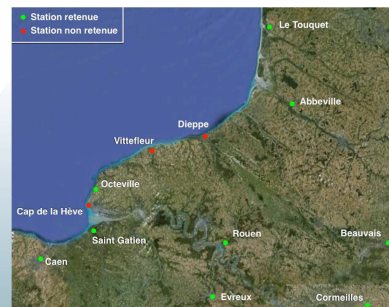 Station retenue
Station non retenue
Le Touquet
Abbeville
Dieppe
Vittefleur
Octeville
Cap de la Hève
Saint Gatien
Rouen
Beauvais
Caen
Evreux
Cormeilles